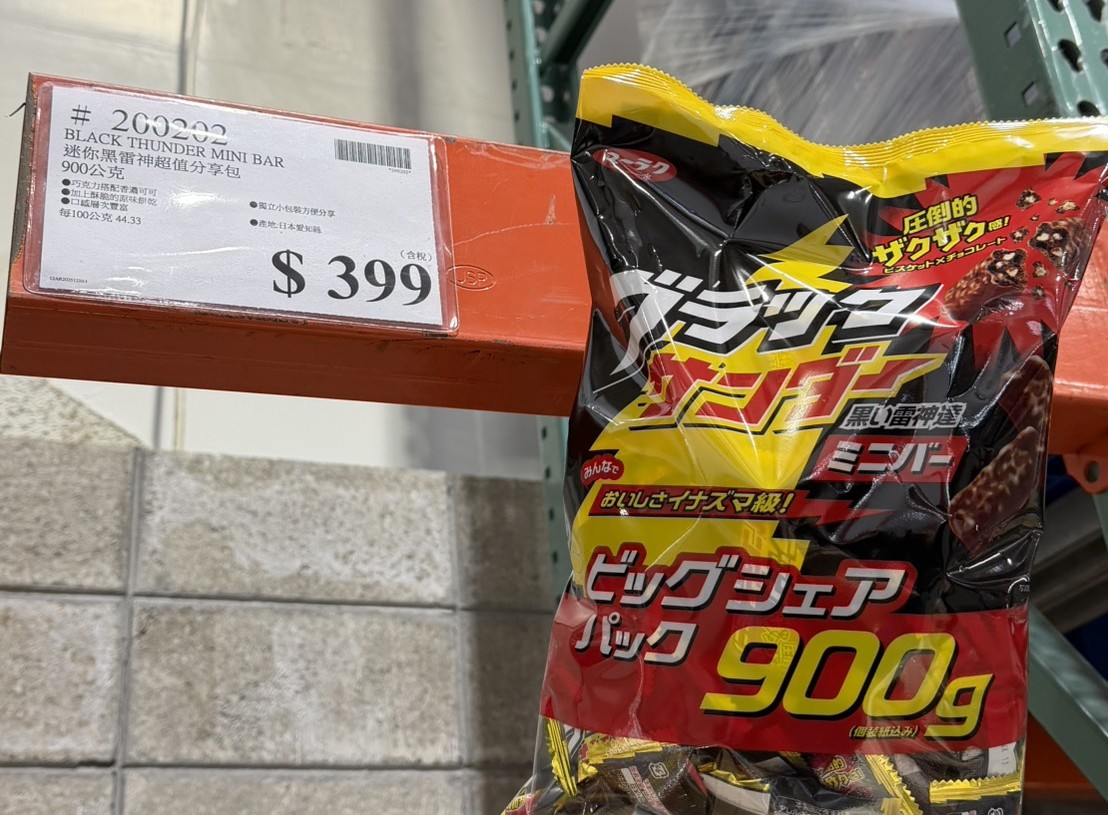 # 200202
BLACK THUNDER MINI BAR
迷你黑雷神超值分享包
900公克
●巧克力搭配香濃可可
●加上酥脆的原味餅乾
●口感層次豐富
每100公克 44.33
●獨立小包裝方便分享
●產地:日本愛知縣
(含稅)
$ 399
JSP
ユーラク
圧倒的
ザクザク感!
ビスケット×チョコレート
ブラック
サンダー
黒い雷神達
ミニバー
みんなで
おいしさイナズマ級!
ビッグシェア
パック
900g
(個装紙込み)